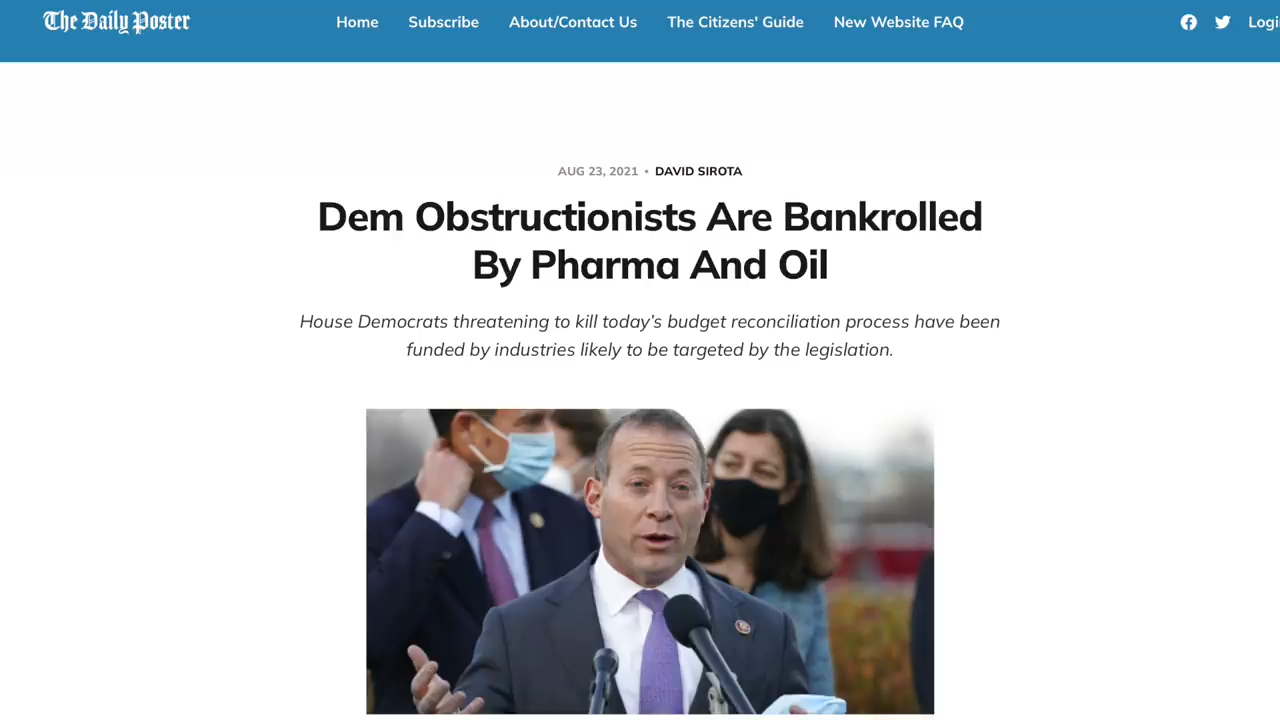 The Daily Poster
Home Subscribe About/Contact Us The Citizens' Guide New Website FAQ Logi
AUG 23, 2021 • DAVID SIROTA
Dem Obstructionists Are Bankrolled
By Pharma And Oil
House Democrats threatening to kill today's budget reconciliation process have been
funded by industries likely to be targeted by the legislation.